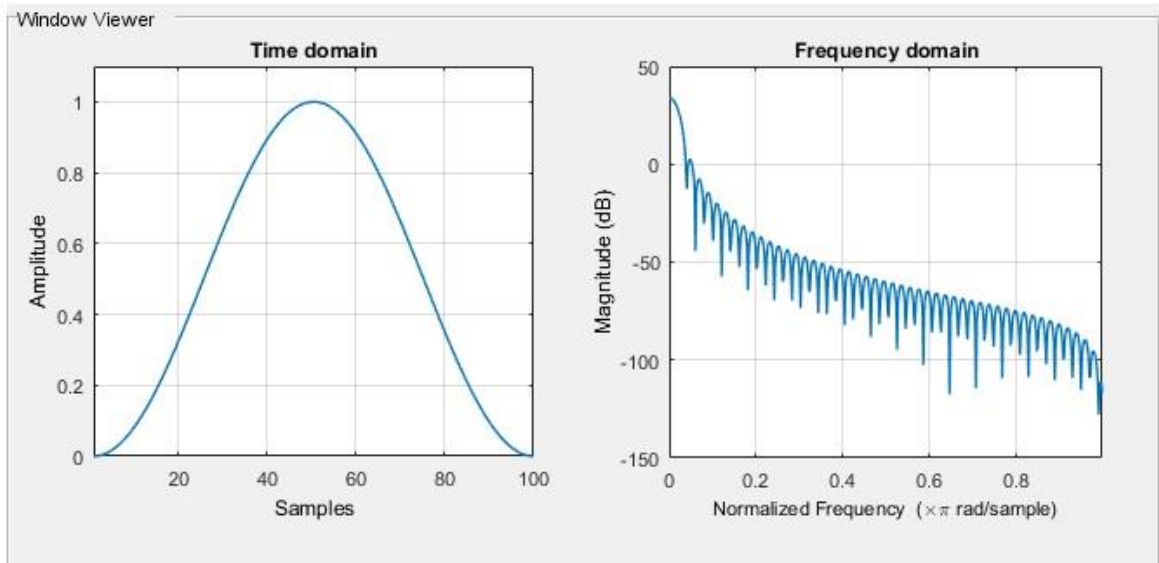 Window Viewer
Time domain
1
0.8
0.6
0.4
0.2
0
20 40 60 80 100
Amplitude
Samples
Frequency domain
50
0
-50
-100
-150
0 0.2 0.4 0.6 0.8
Magnitude (dB)
Normalized Frequency (×π rad/sample)